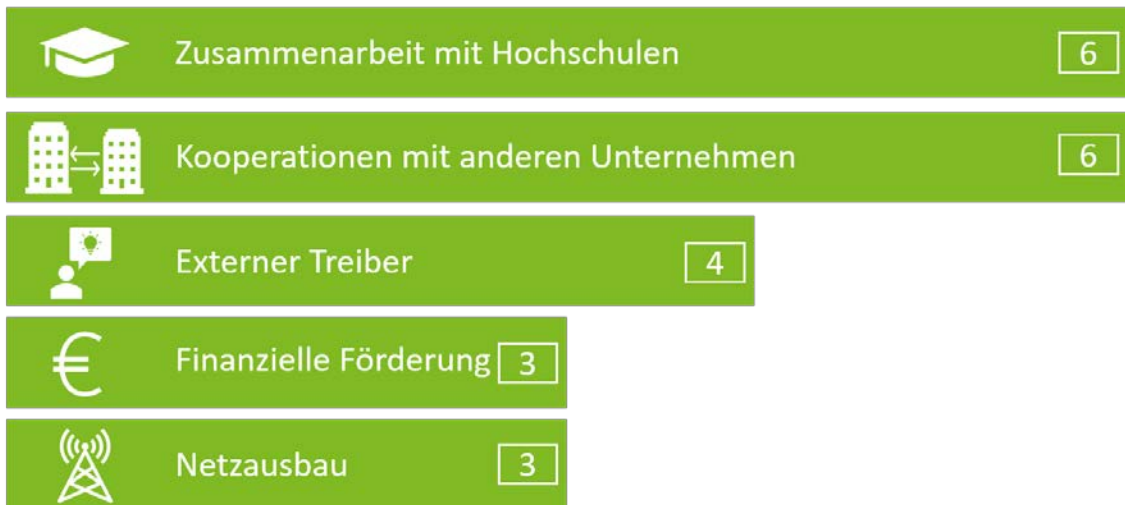 Zusammenarbeit mit Hochschulen 6
Kooperationen mit anderen Unternehmen 6
Externer Treiber 4
€ Finanzielle Förderung 3
Netzausbau 3